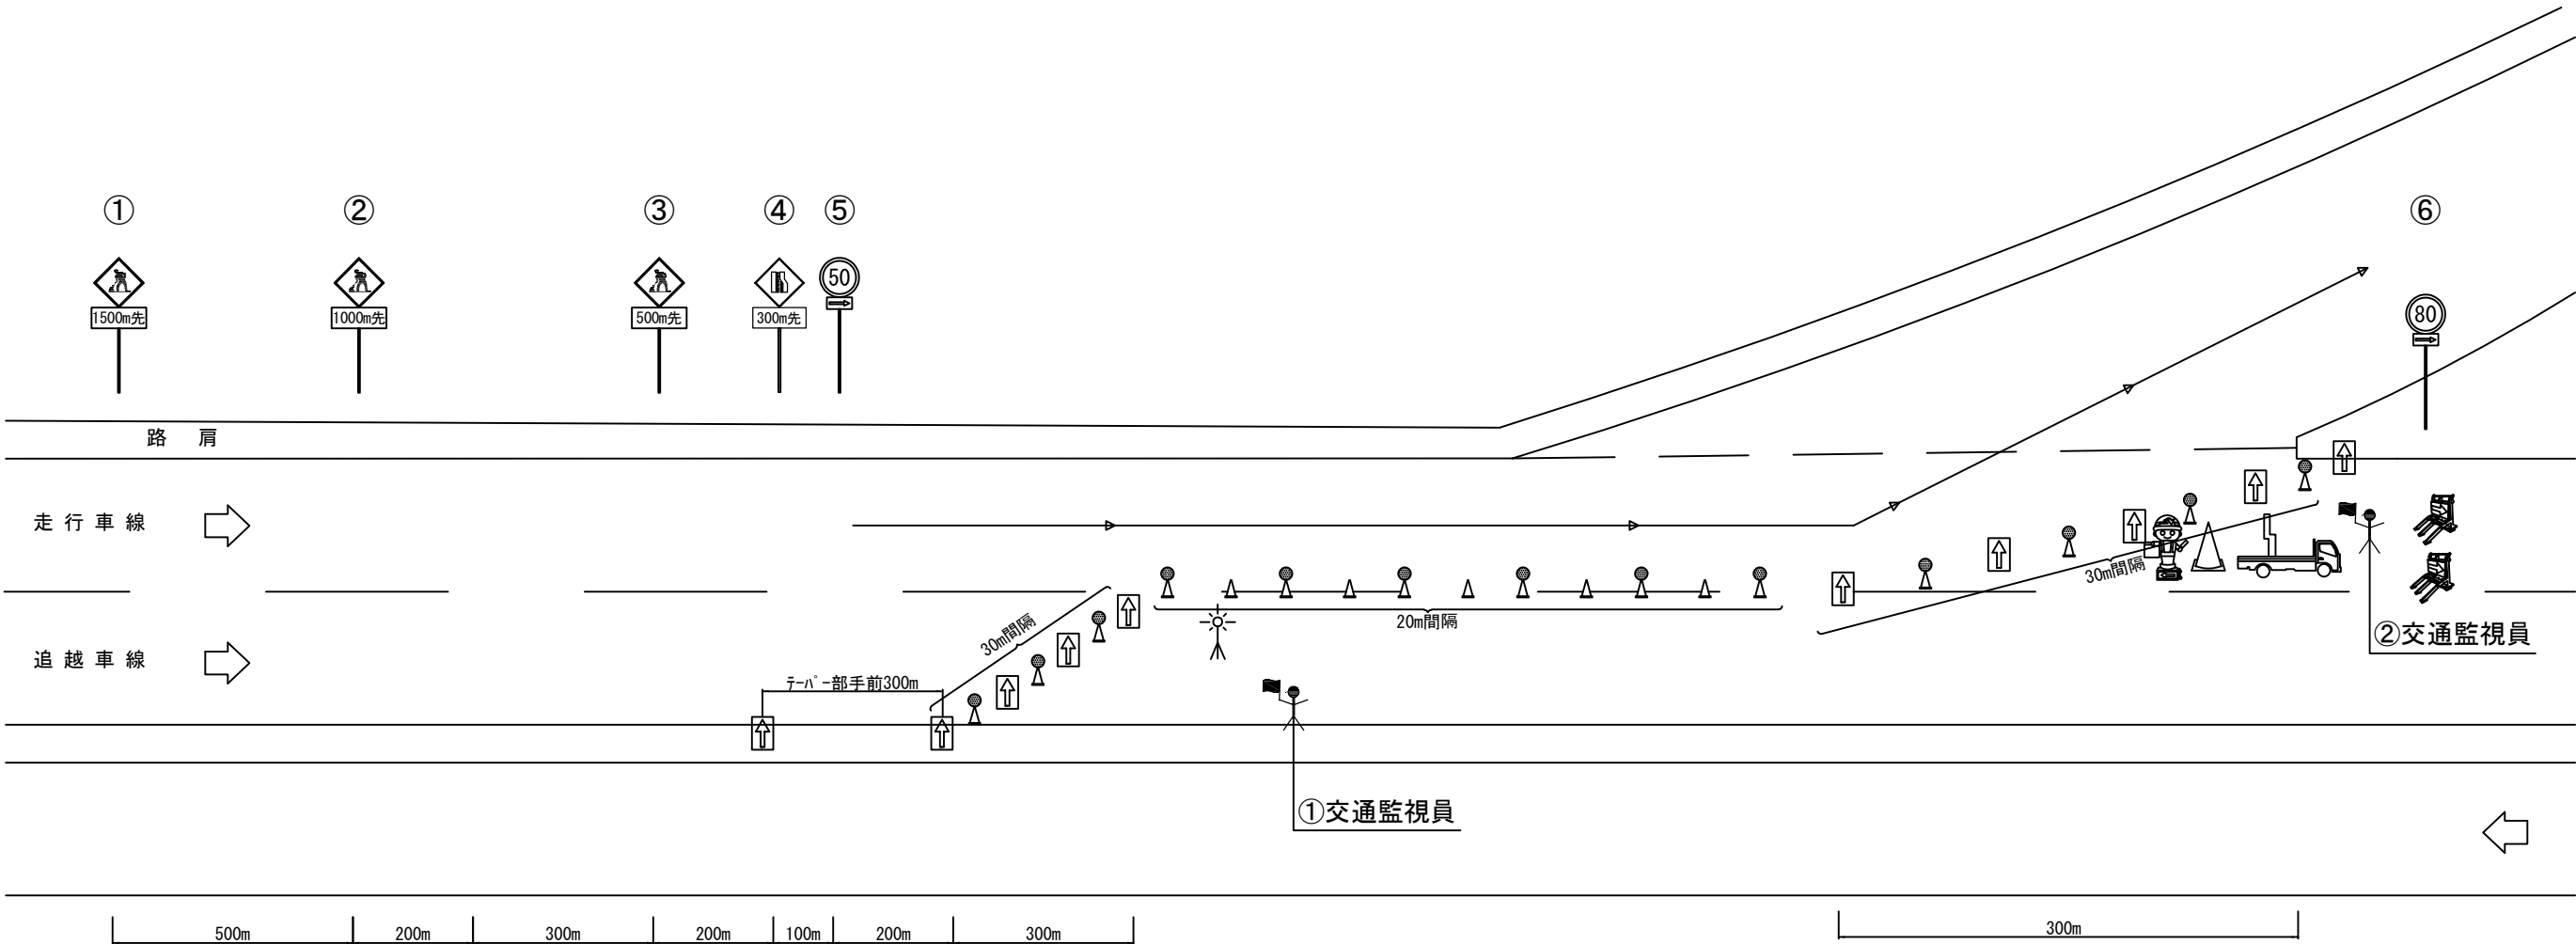 ① ② ③ ④ ⑤ ⑥
50
80
1500m先 1000m先 500m先 300m先
路 肩
走 行 車 線
30m間隔
30m間隔
20m間隔
②交通監視員
追 越 車 線
テーパー部手前300m
①交通監視員
500m 200m 300m 200m 100m 200m 300m 300m